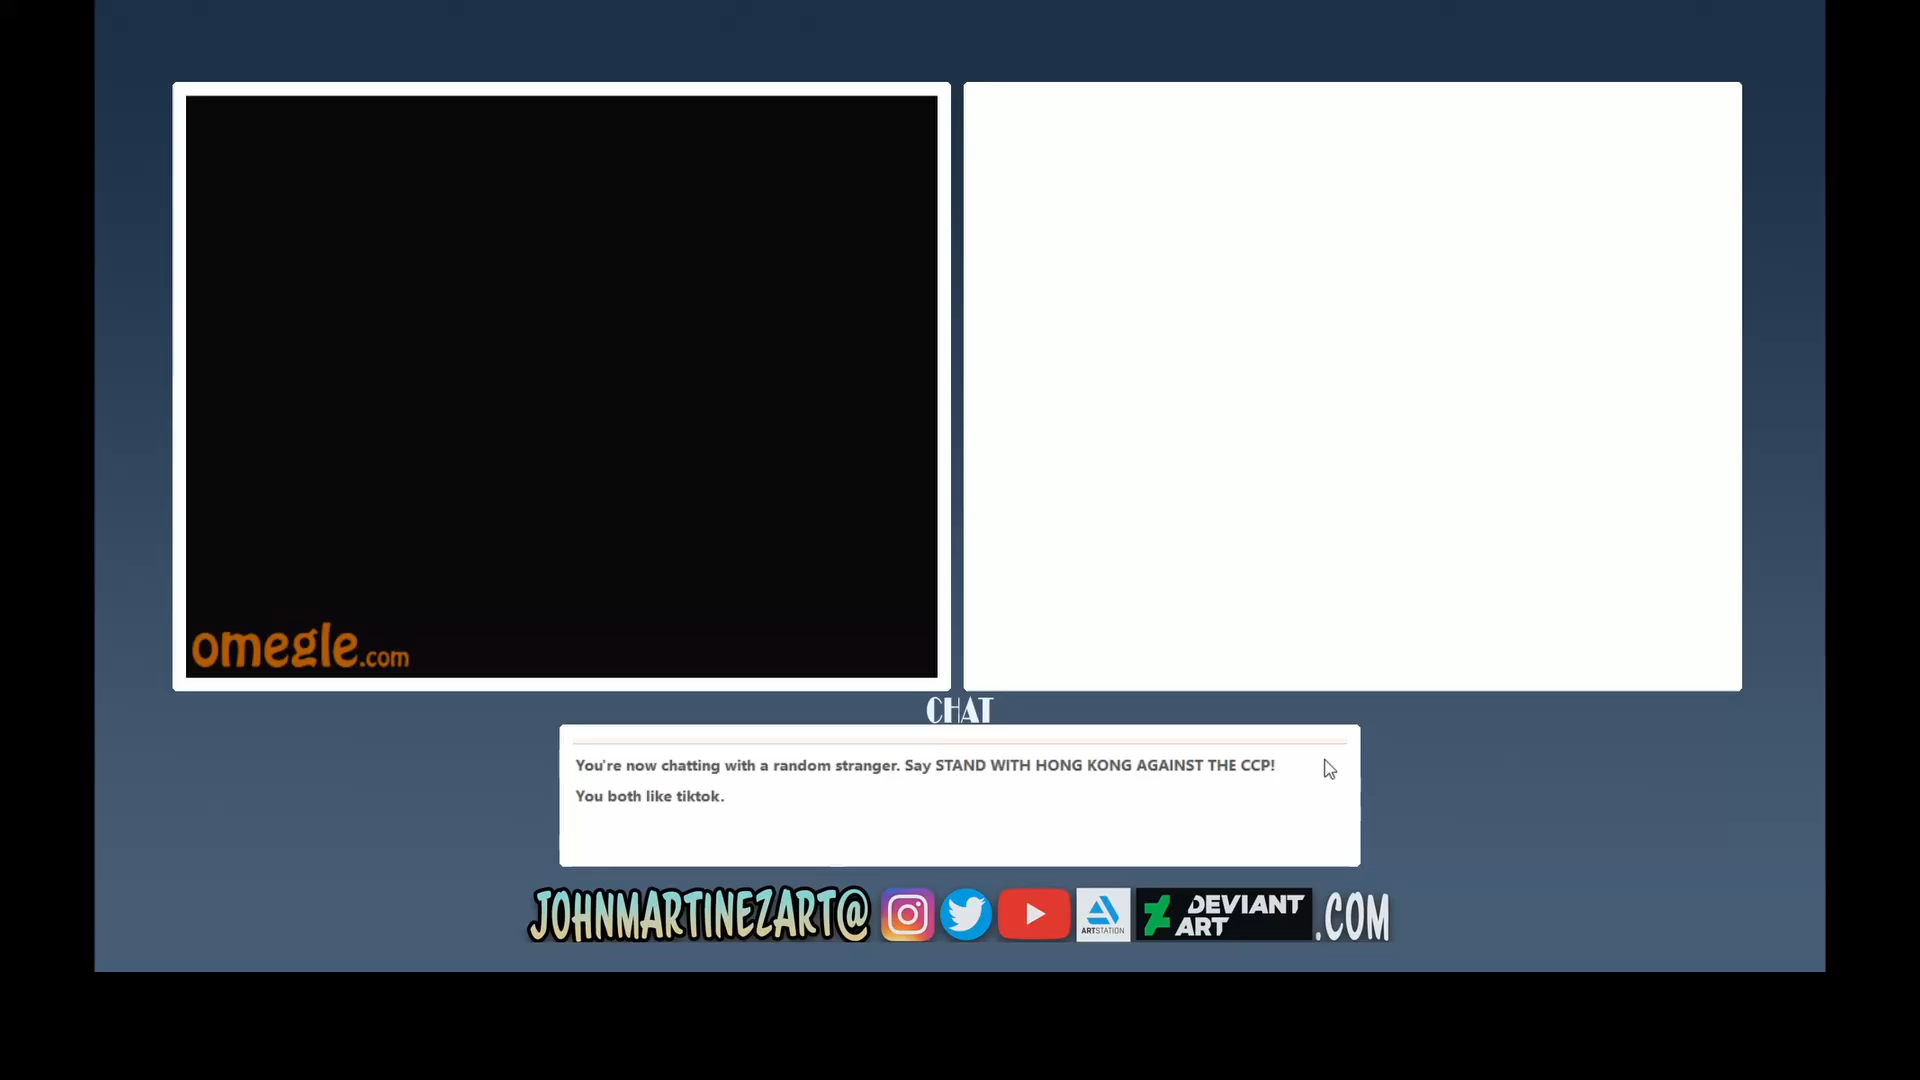 omegle.com
CHAT
You're now chatting with a random stranger. Say STAND WITH HONG KONG AGAINST THE CCP!
You both like tiktok.
JOHNMARTINEZART@ ARTSTATION DEVIANT ART .COM